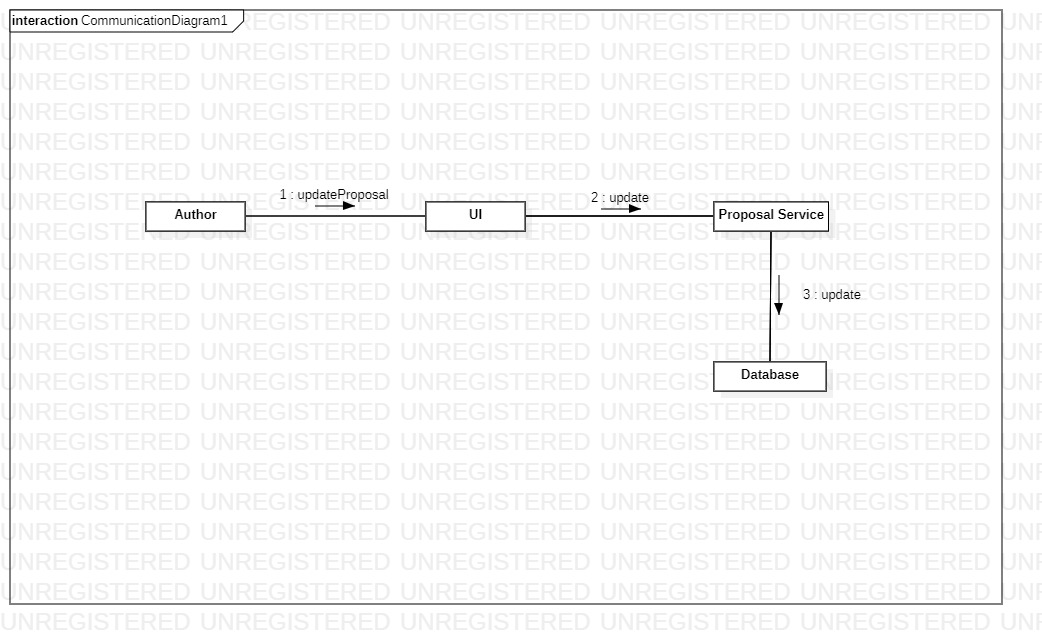 interaction CommunicationDiagram1
1 : updateProposal
2 : update
Author
UI
Proposal Service
3 : update
Database
UNREGISTERED UNREGISTERED UNREGISTERED UNREGISTERED UNREGISTERED